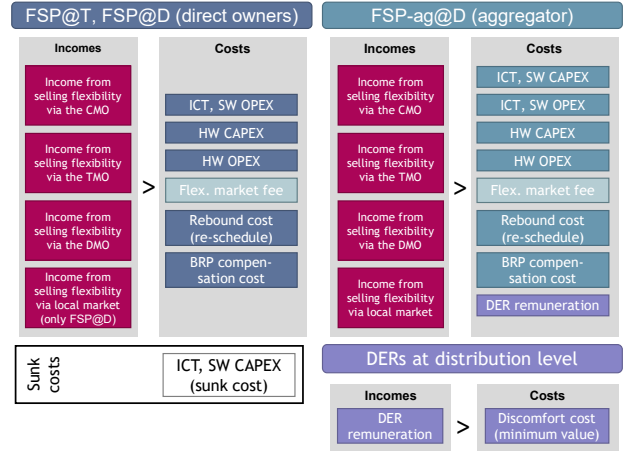 FSP@T, FSP@D (direct owners)
Incomes
Income from
selling flexibility
via the CMO
Income from
selling flexibility
via the TMO
Income from
selling flexibility
via the DMO
Income from
selling flexibility
via local market
(only FSP@D)
>
Costs
ICT, SW OPEX
HW CAPEX
HW OPEX
Flex. market fee
Rebound cost
(re-schedule)
BRP compen-
sation cost
Sunk
costs
ICT, SW CAPEX
(sunk cost)
FSP-ag@D (aggregator)
Incomes
Income from
selling flexibility
via the CMO
Income from
selling flexibility
via the TMO
Income from
selling flexibility
via the DMO
Income from
selling flexibility
via local market
>
Costs
ICT, SW CAPEX
ICT, SW OPEX
HW CAPEX
HW OPEX
Flex. market fee
Rebound cost
(re-schedule)
BRP compen-
sation cost
DER remuneration
DERs at distribution level
Incomes
DER
remuneration
>
Costs
Discomfort cost
(minimum value)